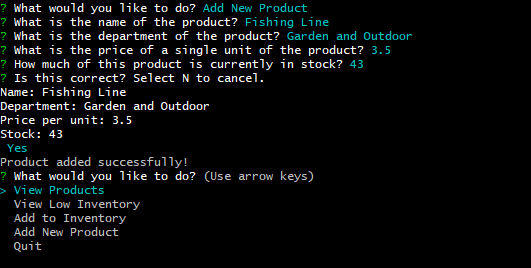 ? What would you like to do? Add New Product
? What is the name of the product? Fishing Line
? What is the department of the product? Garden and Outdoor
? What is the price of a single unit of the product? 3.5
? How much of this product is currently in stock? 43
? Is this correct? Select N to cancel.
Name: Fishing Line
Department: Garden and Outdoor
Price per unit: 3.5
Stock: 43
Yes
Product added successfully!
? What would you like to do? (Use arrow keys)
> View Products
View Low Inventory
Add to Inventory
Add New Product
Quit